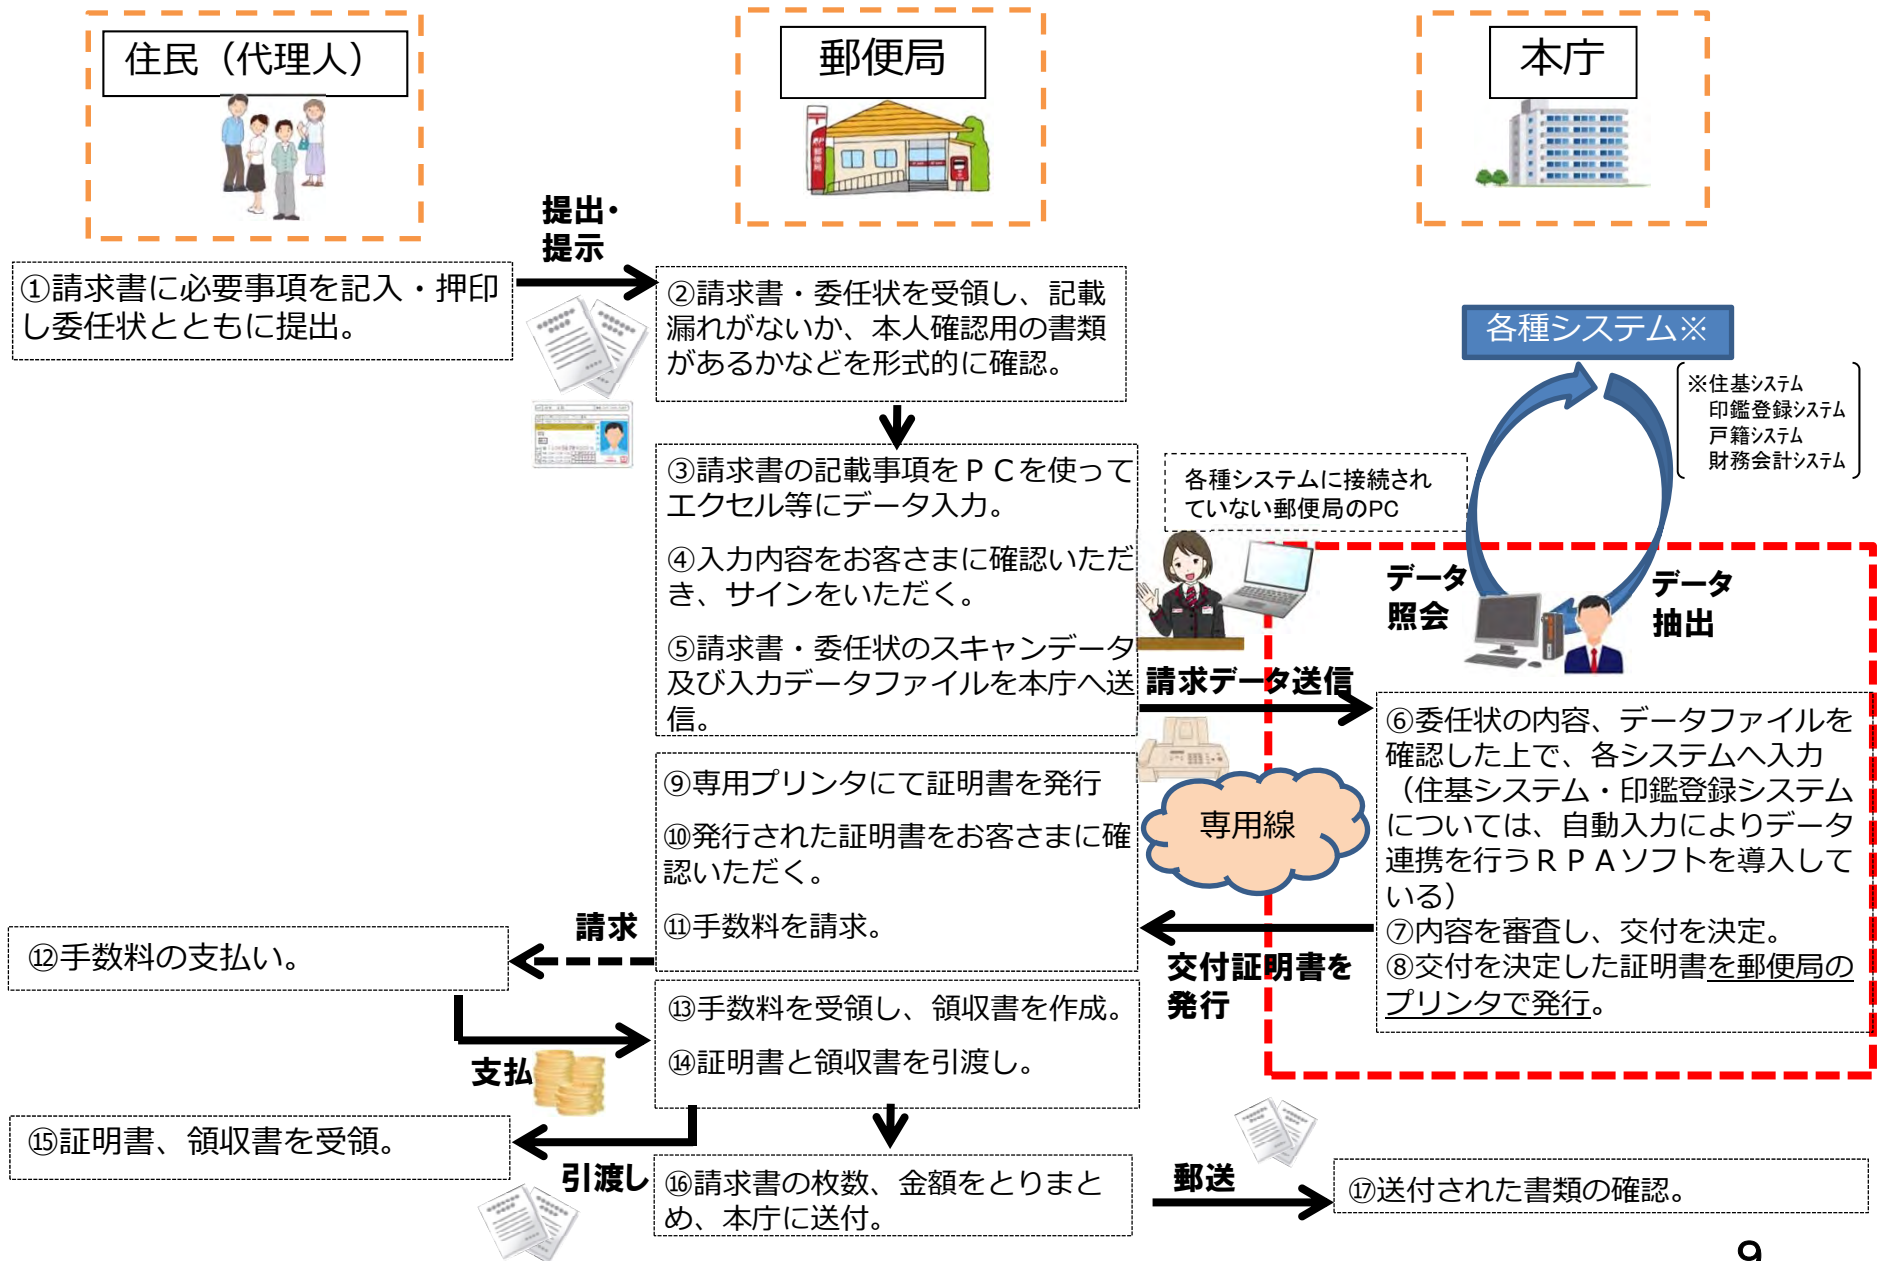 住民（代理人）
郵便局
本庁
提出・
提示
①請求書に必要事項を記入・押印
し委任状とともに提出。
②請求書・委任状を受領し、記載
漏れがないか、本人確認用の書類
があるかなどを形式的に確認。
各種システム※
※住基システム
印鑑登録システム
戸籍システム
財務会計システム
③請求書の記載事項をＰＣを使って
エクセル等にデータ入力。
④入力内容をお客さまに確認いただ
き、サインをいただく。
⑤請求書・委任状のスキャンデータ
及び入力データファイルを本庁へ送
信。
各種システムに接続され
ていない郵便局のPC
データ
照会
データ
抽出
請求データ送信
⑥委任状の内容、データファイルを
確認した上で、各システムへ入力
（住基システム・印鑑登録システム
については、自動入力によりデータ
連携を行うＲＰＡソフトを導入して
いる）
⑦内容を審査し、交付を決定。
⑧交付を決定した証明書を郵便局の
プリンタで発行。
専用線
⑨専用プリンタにて証明書を発行
⑩発行された証明書をお客さまに確
認いただく。
⑪手数料を請求。
交付証明書を
発行
請求
⑫手数料の支払い。
支払
⑬手数料を受領し、領収書を作成。
⑭証明書と領収書を引渡し。
引渡し
⑮証明書、領収書を受領。
⑯請求書の枚数、金額をとりまと
め、本庁に送付。
郵送
⑰送付された書類の確認。
9